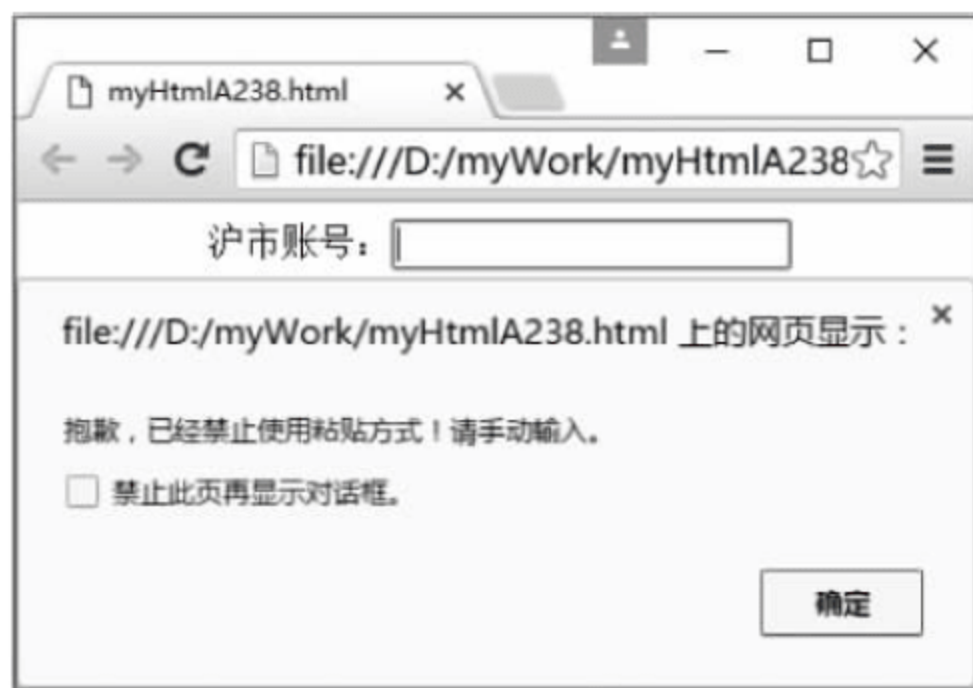 myHtmlA238.html
file:///D:/myWork/myHtmlA238
沪市账号：
file:///D:/myWork/myHtmlA238.html 上的网页显示：
抱歉，已经禁止使用粘贴方式！请手动输入。
禁止此页再显示对话框。
确定